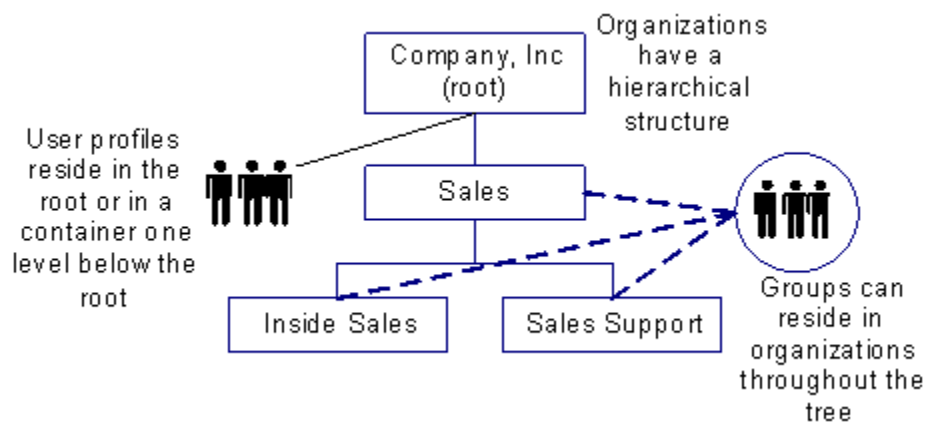 Company, Inc
(root)
Organizations
have a
hierarchical
structure
User profiles
reside in the
root or in a
container one
level below the
root
Sales
Inside Sales
Sales Support
Groups can
reside in
organizations
throughout the
tree